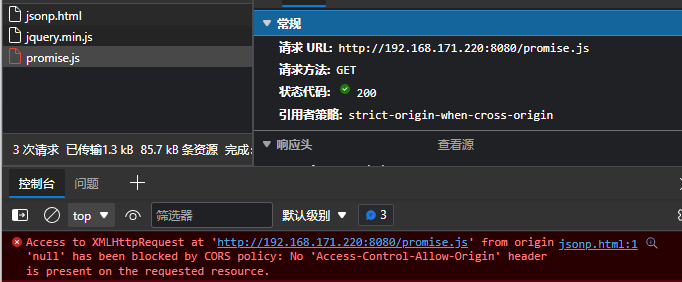 jsonp.html
jquery.min.js
promise.js
3 次请求 已传输1.3 kB 85.7 kB 条资源 完成:
常规
请求 URL: http://192.168.171.220:8080/promise.js
请求方法: GET
状态代码: 200
引用者策略: strict-origin-when-cross-origin
响应头 查看源
控制台 问题
top 筛选器 默认级别 3
Access to XMLHttpRequest at 'http://192.168.171.220:8080/promise.js' from origin jsonp.html:1
'null' has been blocked by CORS policy: No 'Access-Control-Allow-Origin' header
is present on the requested resource.